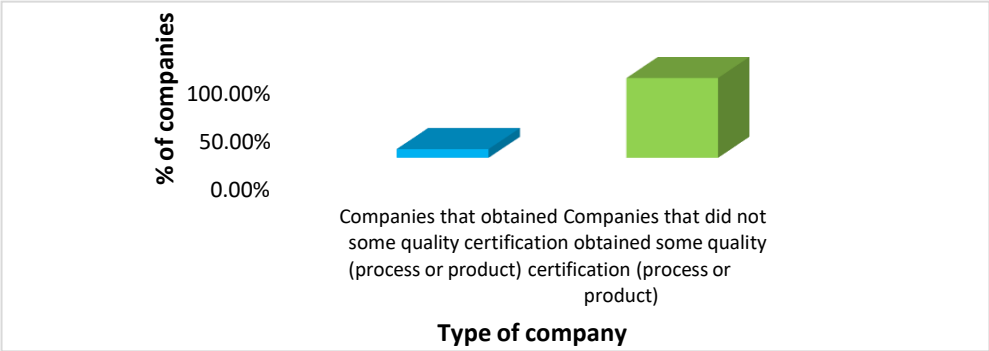 % of companies
100.00%
50.00%
0.00%
Companies that obtained
some quality certification
(process or product)
Companies that did not
obtained some quality
certification (process or
product)
Type of company